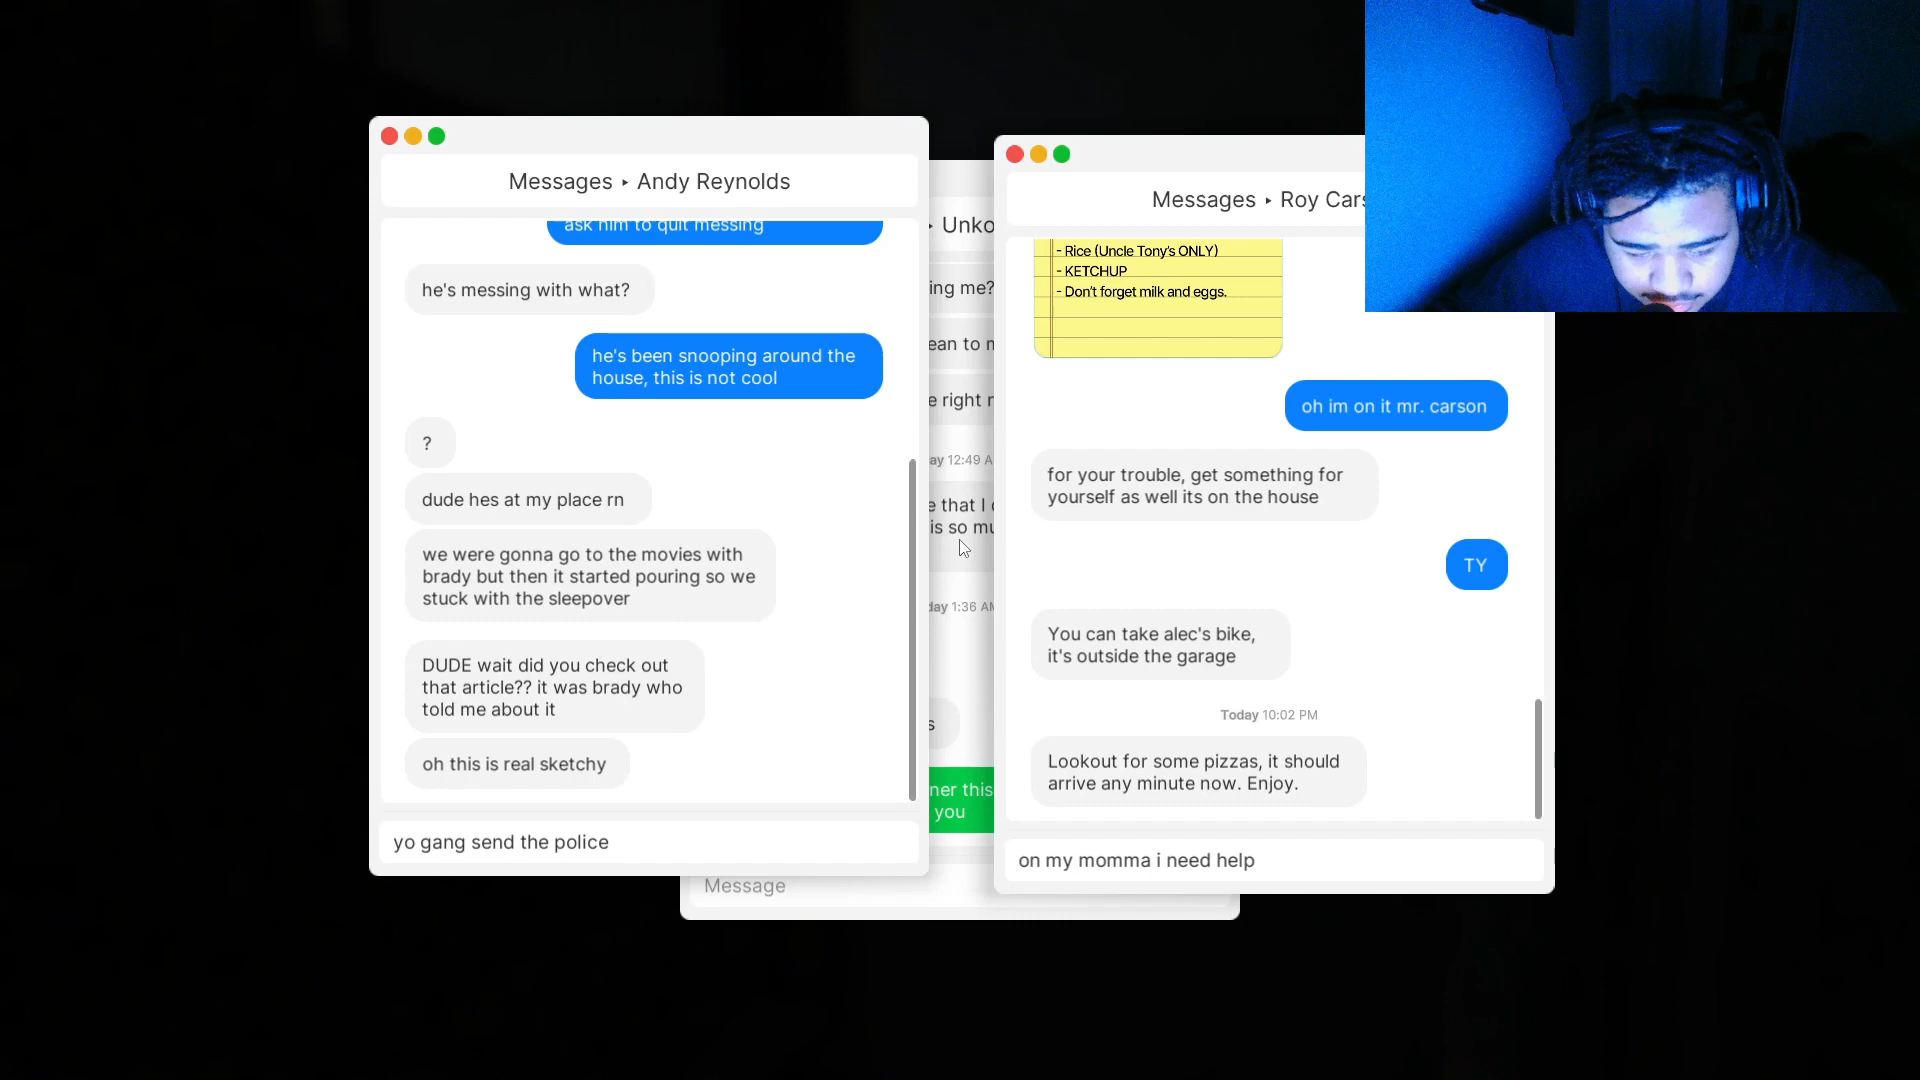 Messages ▸ Andy Reynolds
ask him to quit messing
he's messing with what?
he's been snooping around the
house, this is not cool
?
dude hes at my place rn
we were gonna go to the movies with
brady but then it started pouring so we
stuck with the sleepover
DUDE wait did you check out
that article?? it was brady who
told me about it
oh this is real sketchy
yo gang send the police
▸ Unko
ing me?
ean to m
e right n
ay 12:49 A
e that I
is so mu
day 1:36 AM
s
ner this
you
Message
Messages ▸ Roy Cars
- Rice (Uncle Tony's ONLY)
- KETCHUP
- Don't forget milk and eggs.
oh im on it mr. carson
for your trouble, get something for
yourself as well its on the house
TY
You can take alec's bike,
it's outside the garage
Today 10:02 PM
Lookout for some pizzas, it should
arrive any minute now. Enjoy.
on my momma i need help